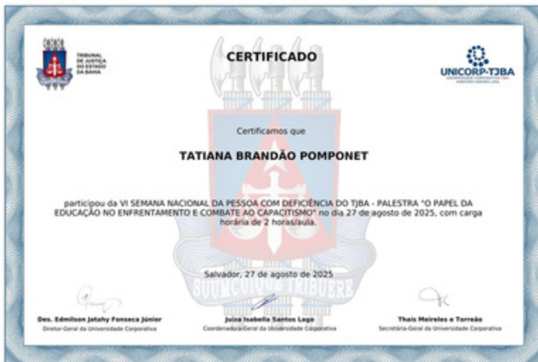 TRIBUNAL
DE JUSTIÇA
DO ESTADO
DA BAHIA
CERTIFICADO
UNICORP-TJBA
Certificamos que
TATIANA BRANDÃO POMPONET
participou da VI SEMANA NACIONAL DA PESSOA COM DEFICIÊNCIA DO TJBA - PALESTRA "O PAPEL DA
EDUCAÇÃO NO ENFRENTAMENTO E COMBATE AO CAPACITISMO" no dia 27 de agosto de 2025, com carga
horária de 2 horas/aula.
Salvador, 27 de agosto de 2025
SUUM CUIQUE TRIBUERE
Des. Edmilson Jatahy Fonseca Júnior
Diretor-Geral da Universidade Corporativa
Juíza Isabella Santos Lago
Coordenadora-Geral da Universidade Corporativa
Thaís Meireles e Torreão
Secretária-Geral da Universidade Corporativa